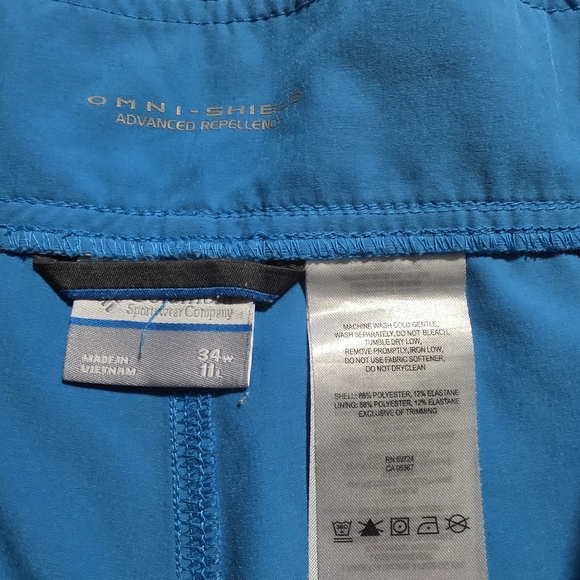 OMNI-SHIELD
ADVANCED REPELLENCY
Columbia
Sportswear Company
MADE IN
VIETNAM
34W
11L
MACHINE WASH COLD GENTLE,
WASH SEPARATELY, DO NOT BLEACH,
TUMBLE DRY LOW,
REMOVE PROMPTLY, IRON LOW,
DO NOT USE FABRIC SOFTENER,
DO NOT DRYCLEAN
SHELL: 88% POLYESTER, 12% ELASTANE
LINING: 88% POLYESTER, 12% ELASTANE
EXCLUSIVE OF TRIMMING
RN 69724
CA 05367